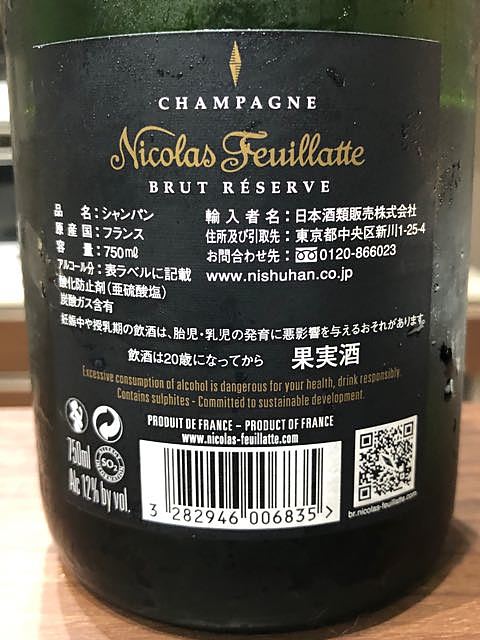 CHAMPAGNE
Nicolas Feuillatte
BRUT RÉSERVE
品 名：シャンパン
原 産 国：フランス
容 量：750mℓ
アルコール分：表ラベルに記載
酸化防止剤(亜硫酸塩)
炭酸ガス含有
輸 入 者 名：日本酒類販売株式会社
住所及び引取先：東京都中央区新川1-25-4
お問合わせ先：0120-866023
www.nishuhan.co.jp
妊娠中や授乳期の飲酒は、胎児・乳児の発育に悪影響を与えるおそれがあります。
飲酒は20歳になってから 果実酒
Excessive consumption of alcohol is dangerous for your health, drink responsibly.
Contains sulphites - Committed to sustainable development.
PRODUIT DE FRANCE – PRODUCT OF FRANCE
www.nicolas-feuillatte.com
750ml
Alc 12% by vol.
3 282946 006835 >
br.nicolas-feuillatte.com